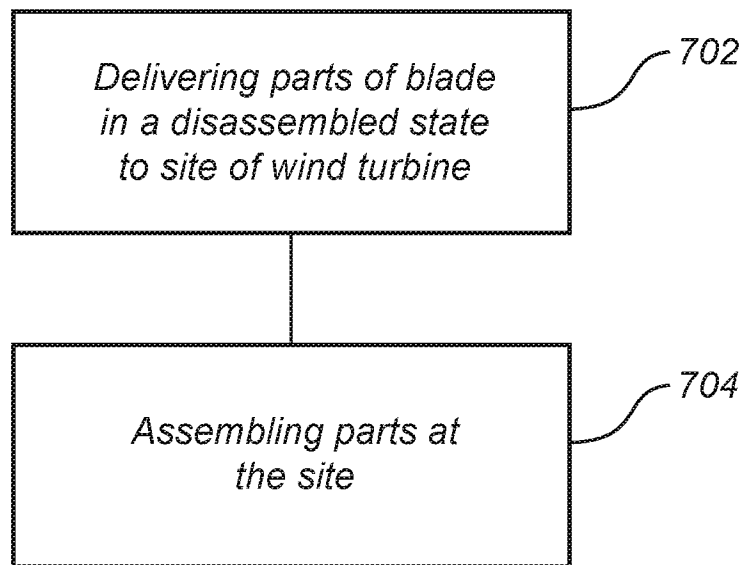 Delivering parts of blade
in a disassembled state
to site of wind turbine
702
Assembling parts at
the site
704